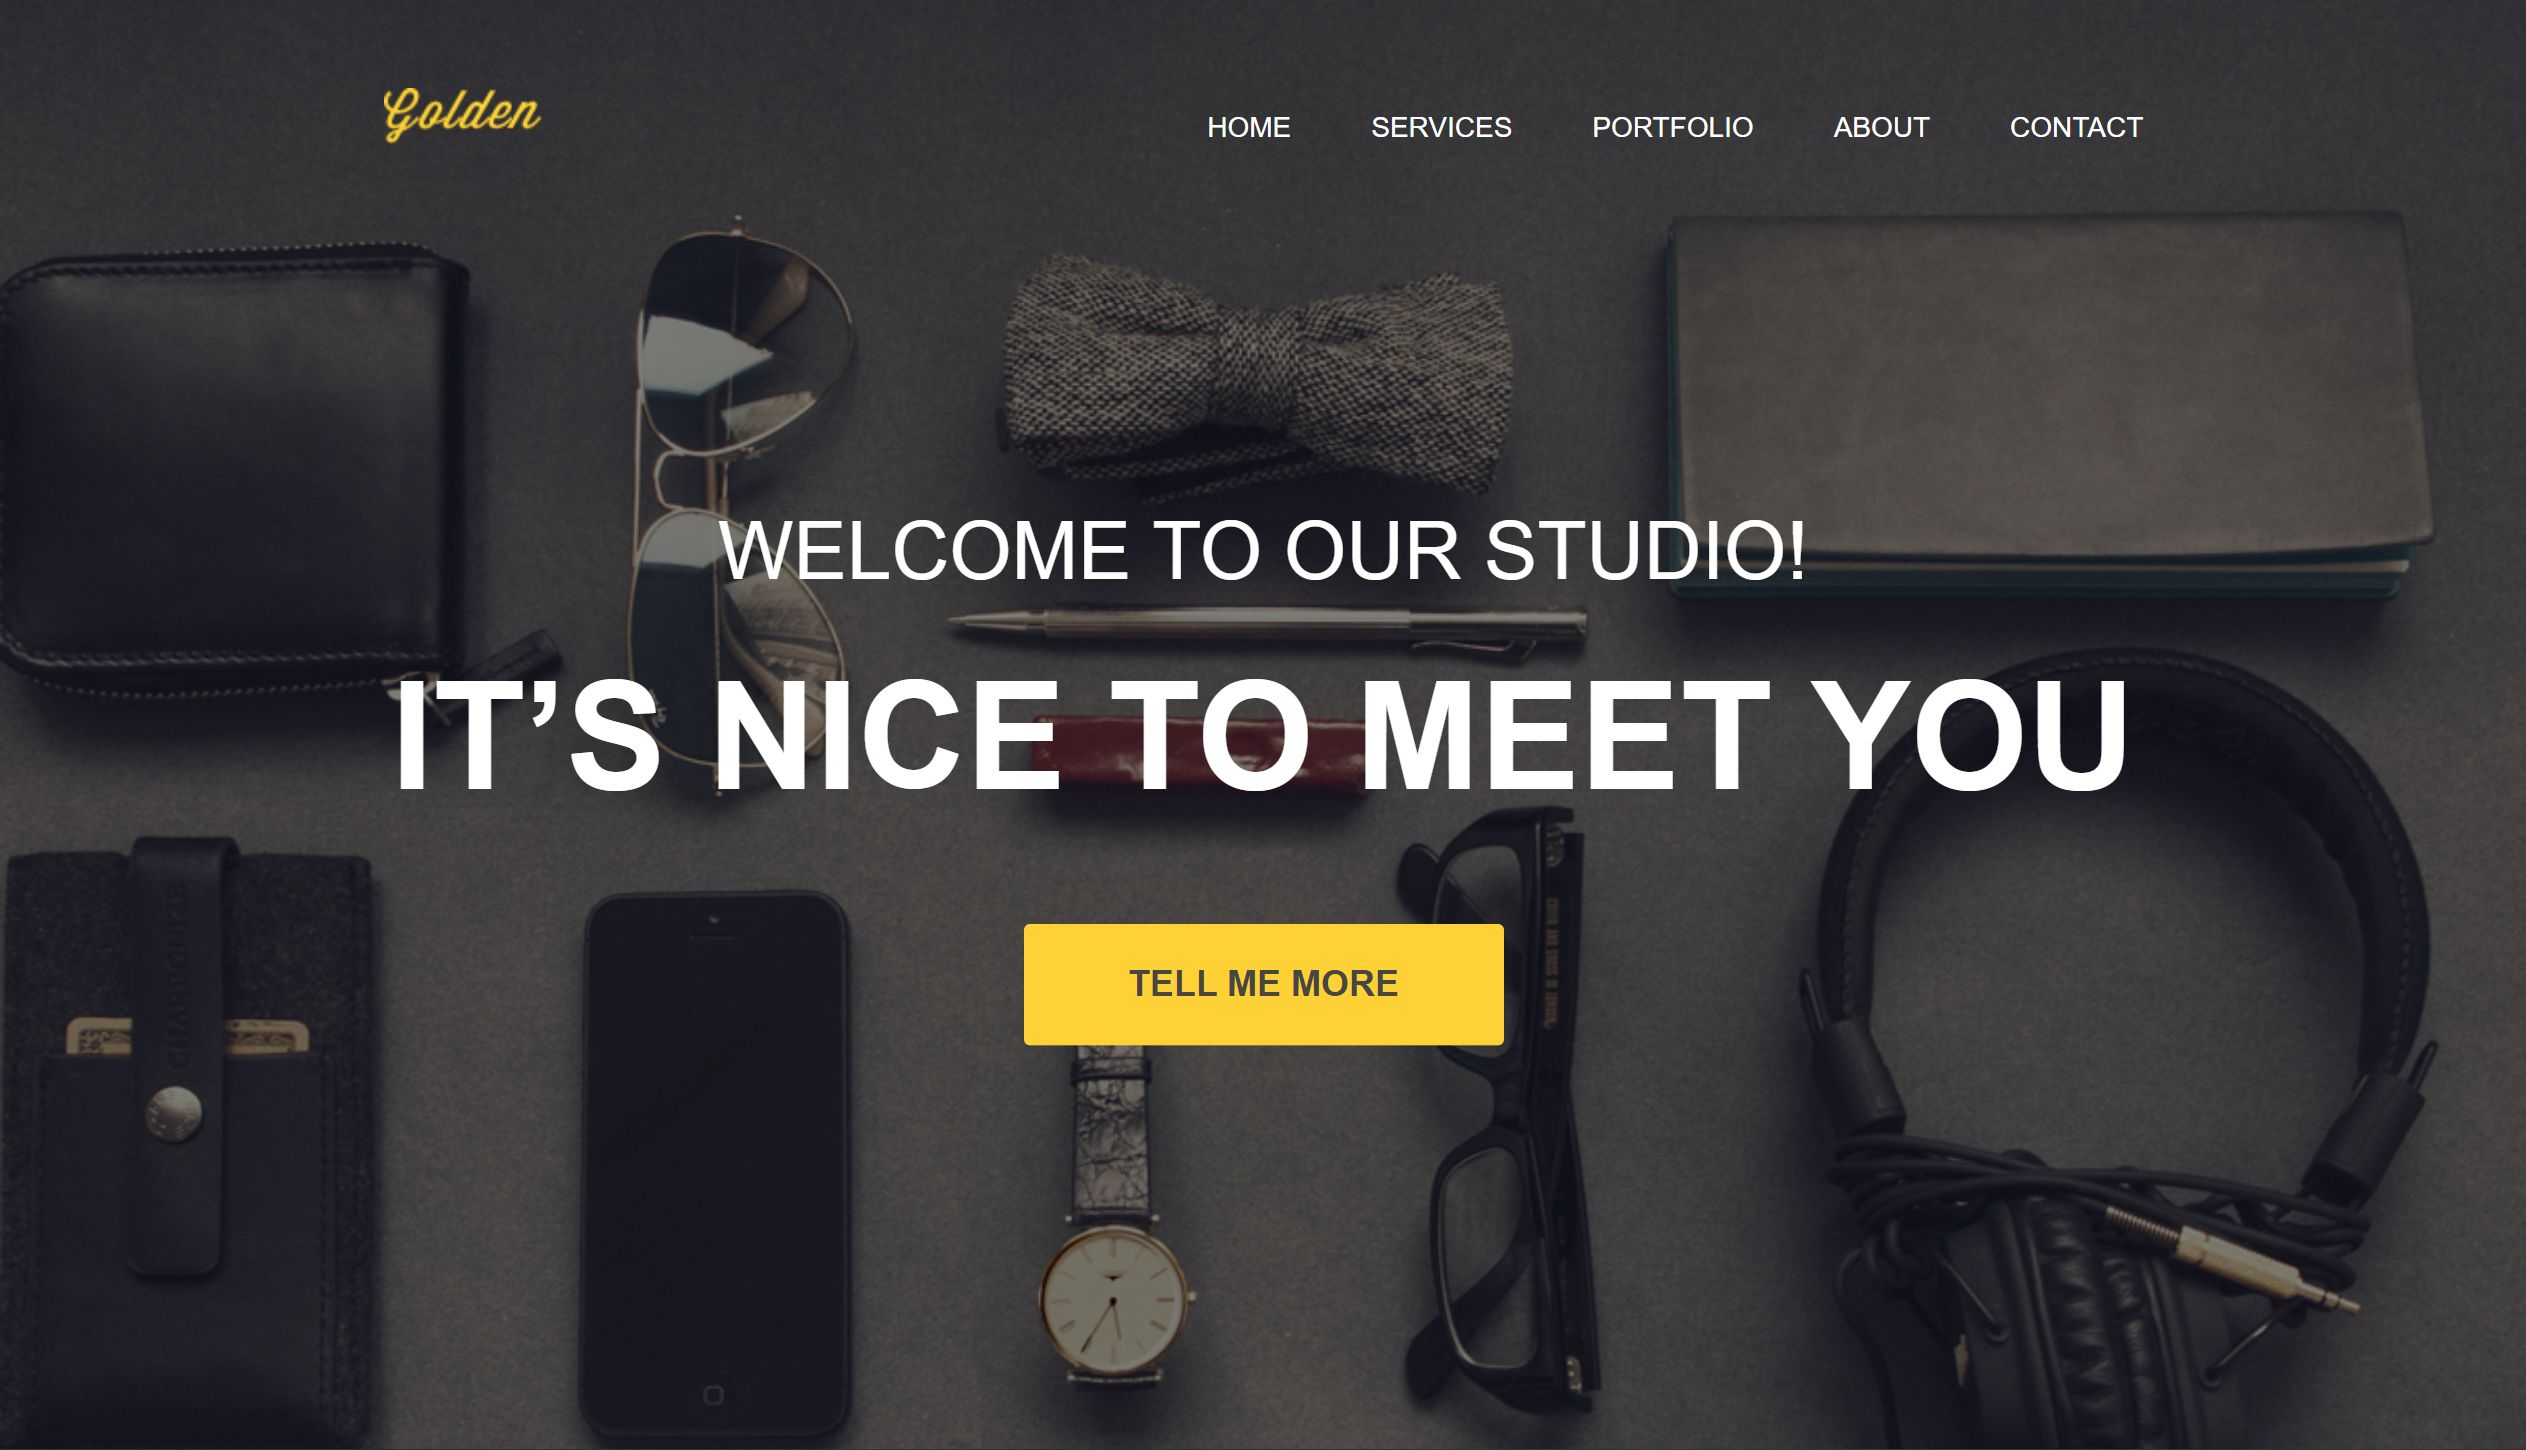 Golden
HOME SERVICES PORTFOLIO ABOUT CONTACT
WELCOME TO OUR STUDIO!
IT’S NICE TO MEET YOU
TELL ME MORE